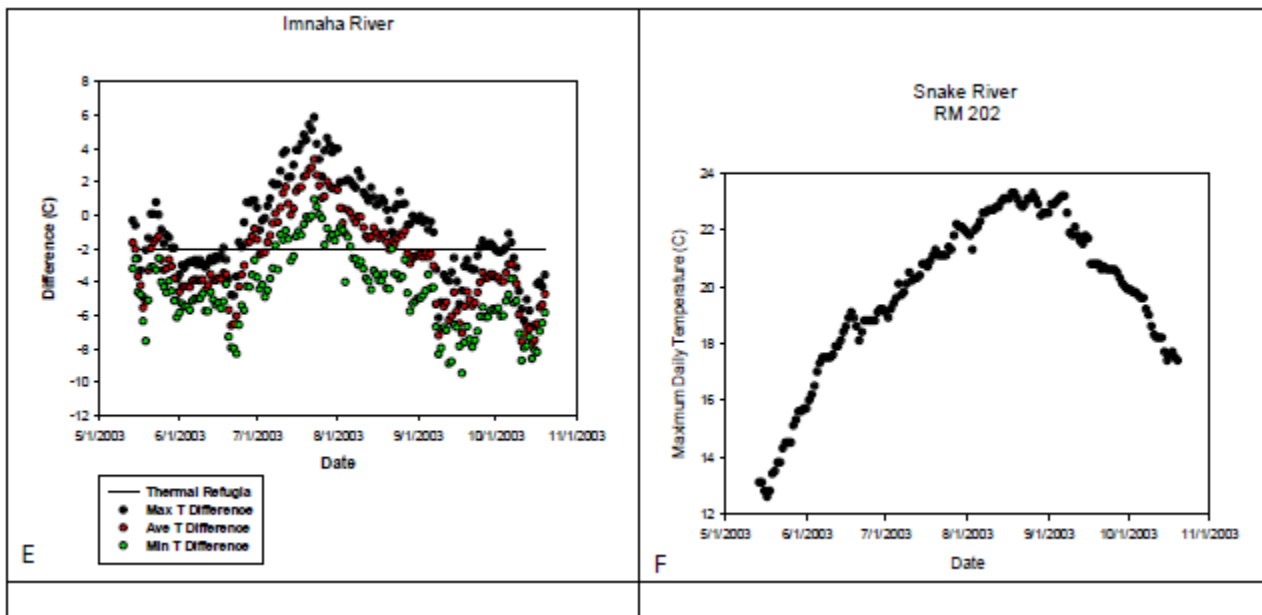 Imnaha River
8
6
4
2
0
-2
-4
-6
-8
-10
-12
Difference (C)
5/1/2003 6/1/2003 7/1/2003 8/1/2003 9/1/2003 10/1/2003 11/1/2003
Date
Thermal Refugia
Max T Difference
Ave T Difference
Min T Difference
E
Snake River
RM 202
24
22
20
18
16
14
12
Maximum Daily Temperature (C)
5/1/2003 6/1/2003 7/1/2003 8/1/2003 9/1/2003 10/1/2003 11/1/2003
Date
F